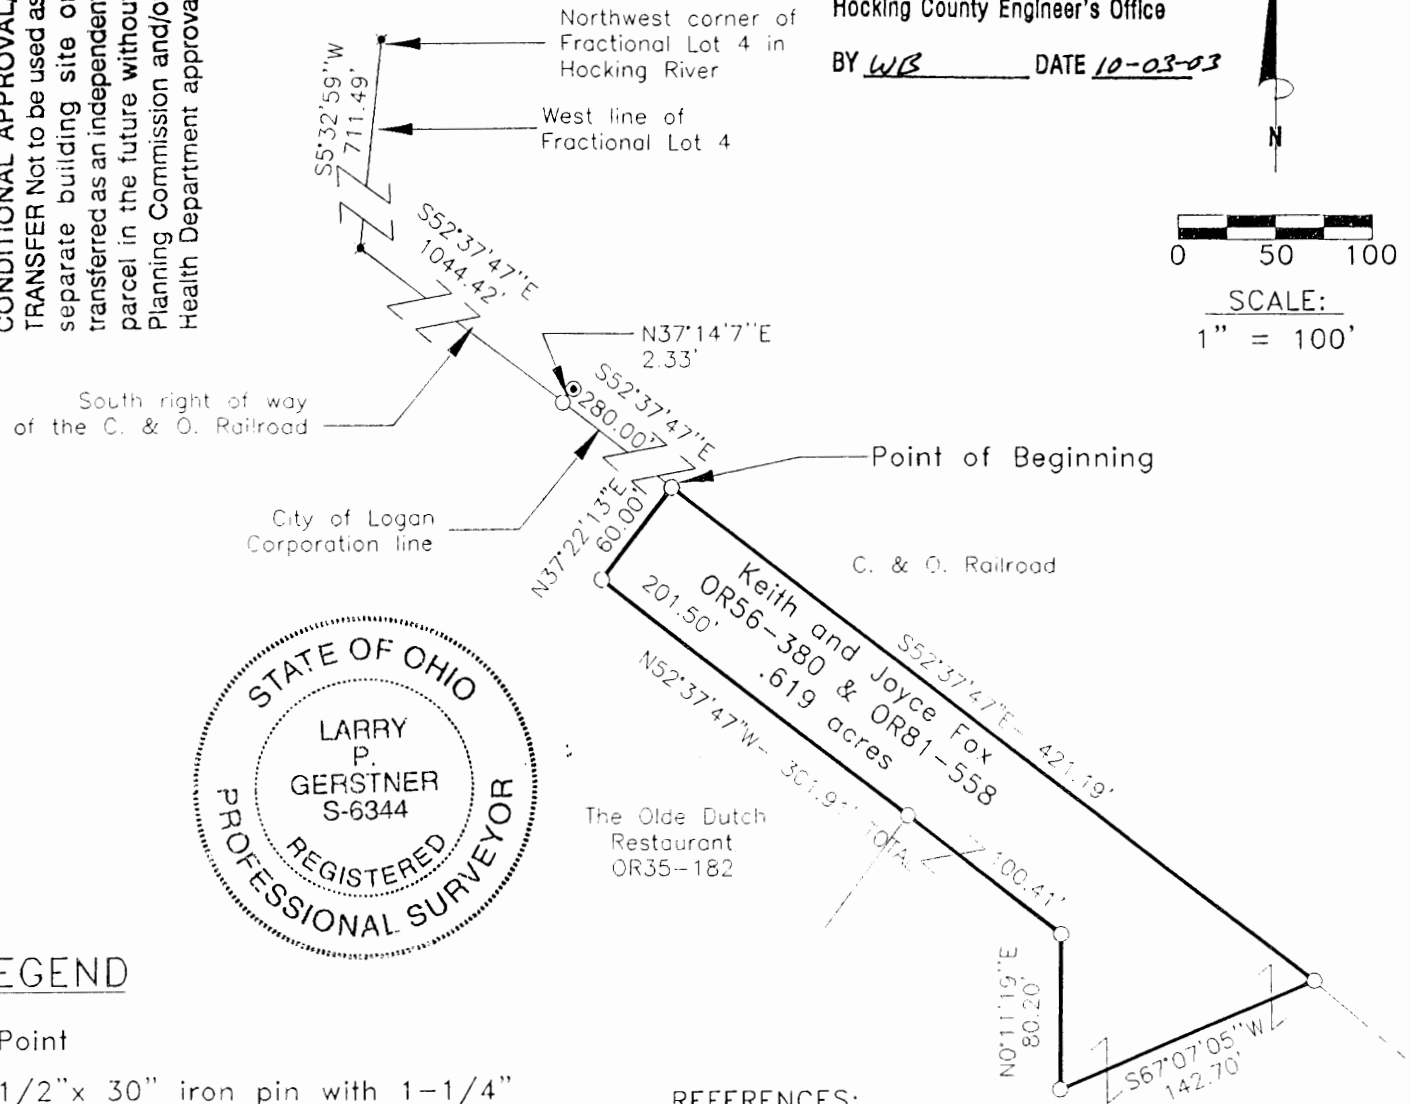 CONDITIONAL APPROVAL/
TRANSFER Not to be used as
separate building site or
transferred as an independent
parcel in the future without
Planning Commission and/or
Health Department approval
Northwest corner of
Fractional Lot 4 in
Hocking River
West line of
Fractional Lot 4
Hocking County Engineer's Office
BY WB DATE 10-03-03
N
0 50 100
SCALE:
1" = 100'
S5°32'59"W
711.49'
S52°37'47"E
1044.42'
N37°14'7"E
2.33'
S52°37'47"E
280.00'
South right of way
of the C. & O. Railroad
Point of Beginning
City of Logan
Corporation line
N37°22'13"E
60.00'
C. & O. Railroad
Keith and Joyce Fox
OR56-380 & OR81-558
.619 acres
S52°37'47"E- 421.19'
201.50'
N52°37'47"W- 301.91' TOTAL
100.41'
The Olde Dutch
Restaurant
OR35--182
STATE OF OHIO
LARRY
P.
GERSTNER
S-6344
REGISTERED
PROFESSIONAL SURVEYOR
N0°11'19"E
80.20'
S67°07'05"W
142.70'
EGEND
Point
1/2"x 30" iron pin with 1-1/4"
REFERENCES: